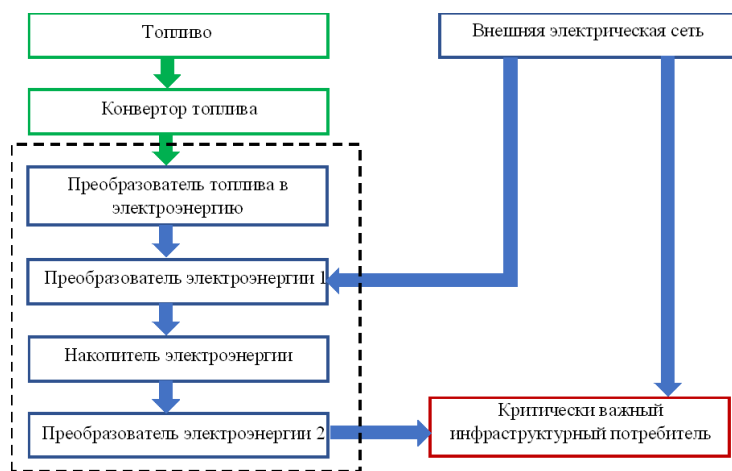 Топливо
Внешняя электрическая сеть
Конвертор топлива
Преобразователь топлива в
электроэнергию
Преобразователь электроэнергии 1
Накопитель электроэнергии
Преобразователь электроэнергии 2
Критически важный
инфраструктурный потребитель